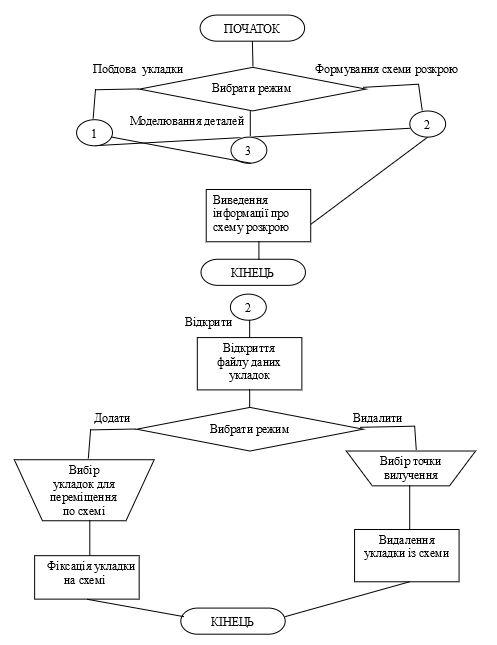 ПОЧАТОК
Побдова укладки
Формування схеми розкрою
Вибрати режим
Моделювання деталей
1
2
3
Виведення
інформації про
схему розкрою
КІНЕЦЬ
2
Відкрити
Відкриття
файлу даних
укладок
Додати
Видалити
Вибрати режим
Вибір
укладок для
переміщення
по схемі
Вибір точки
вилучення
Фіксація укладки
на схемі
Видалення
укладки із схеми
КІНЕЦЬ